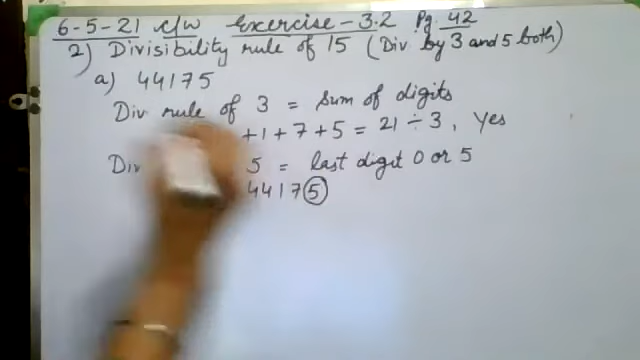 6-5-21 c/w Exercise-3.2 Pg. 42
2) Divisibility rule of 15 (Div by 3 and 5 both)
a) 44175
Div rule of 3 = Sum of digits
+1+7+5 = 21 ÷ 3, Yes
Div 5 = last digit 0 or 5
44175